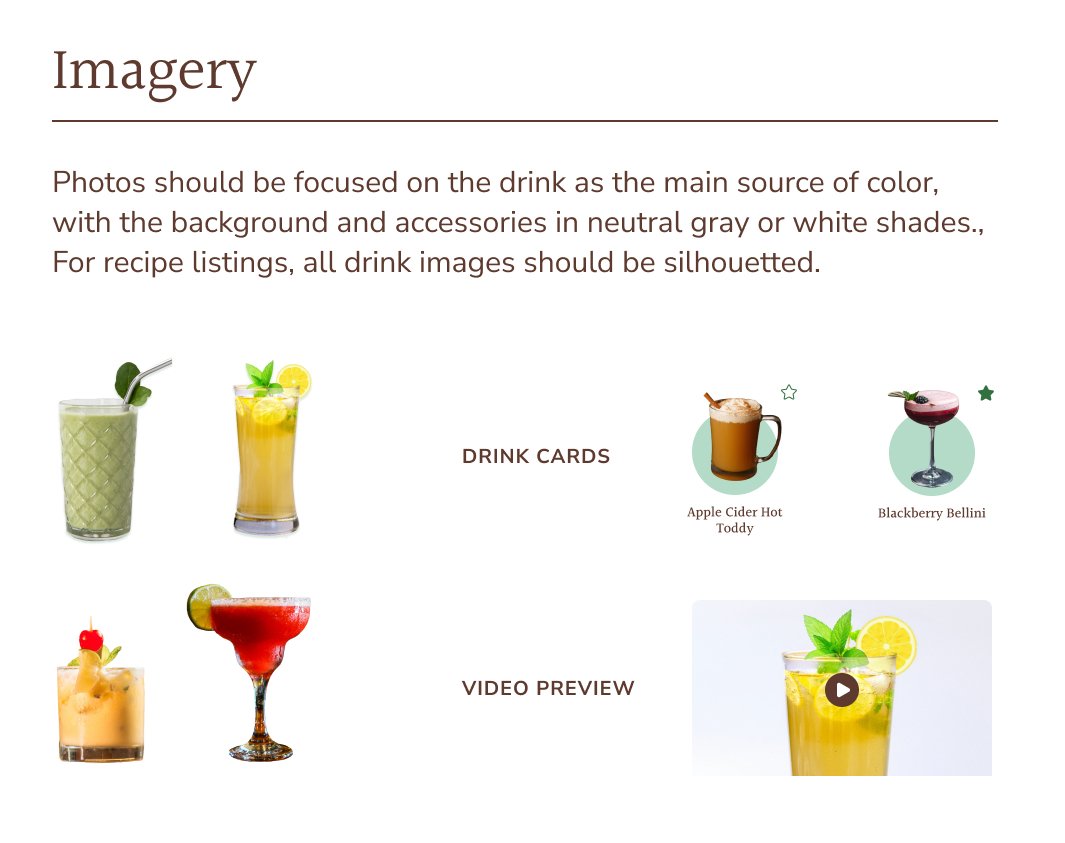 Imagery
Photos should be focused on the drink as the main source of color,
with the background and accessories in neutral gray or white shades.,
For recipe listings, all drink images should be silhouetted.
DRINK CARDS
Apple Cider Hot
Toddy
Blackberry Bellini
VIDEO PREVIEW